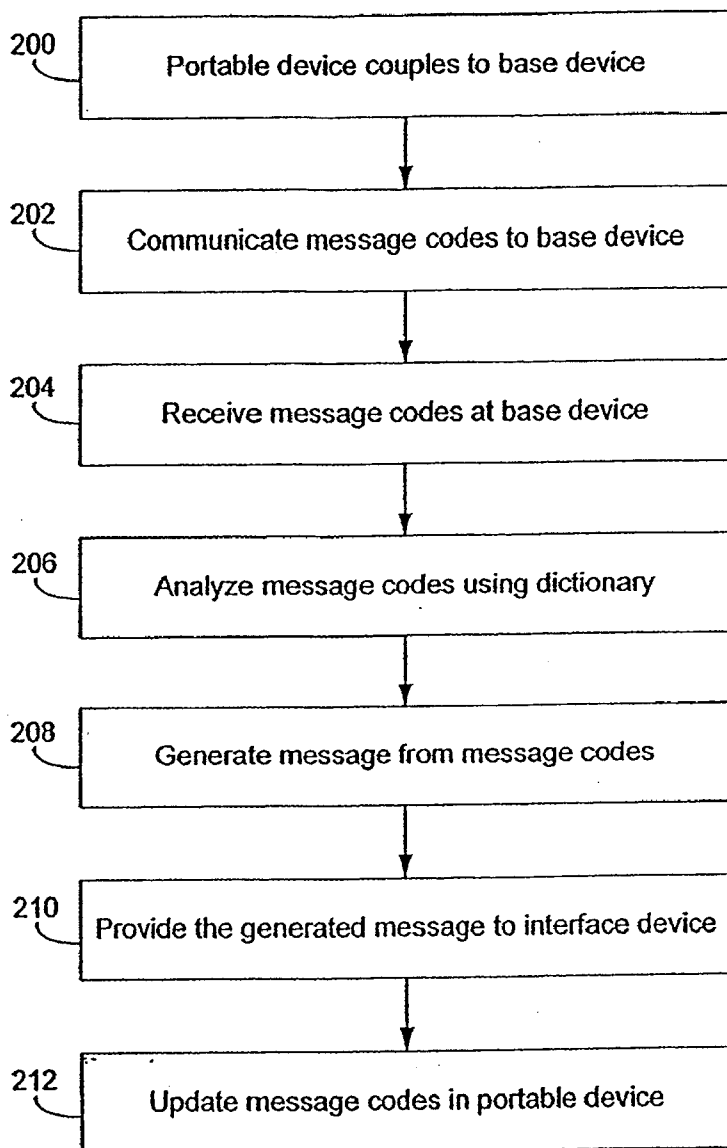 200
Portable device couples to base device
202
Communicate message codes to base device
204
Receive message codes at base device
206
Analyze message codes using dictionary
208
Generate message from message codes
210
Provide the generated message to interface device
212
Update message codes in portable device